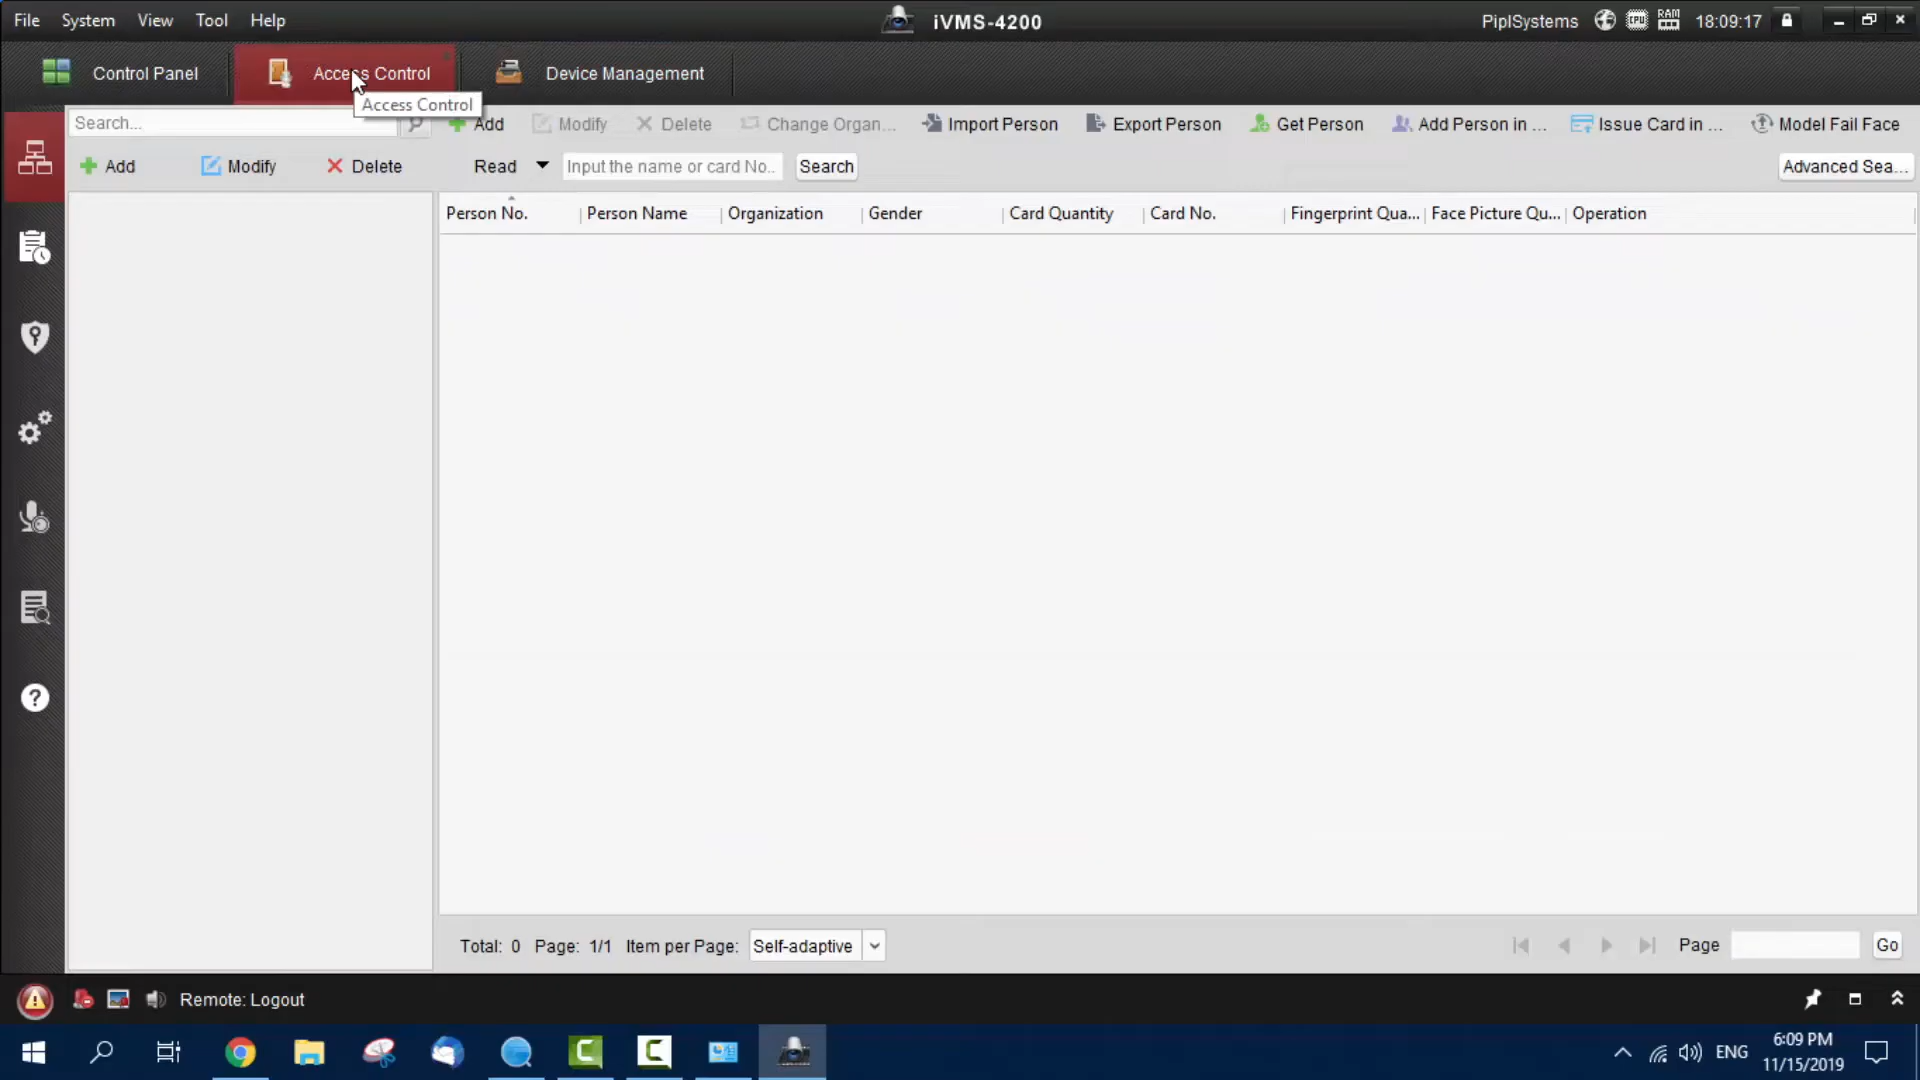 File System View Tool Help iVMS-4200 PiplSystems CPU RAM 18:09:17
Control Panel Access Control Device Management
Access Control
Search... Add Modify Delete Change Organ... Import Person Export Person Get Person Add Person in ... Issue Card in ... Model Fail Face
Add Modify Delete Read Input the name or card No.. Search Advanced Sea...
Person No. Person Name Organization Gender Card Quantity Card No. Fingerprint Qua... Face Picture Qu... Operation
Total: 0 Page: 1/1 Item per Page: Self-adaptive Page Go
Remote: Logout
ENG 6:09 PM
11/15/2019